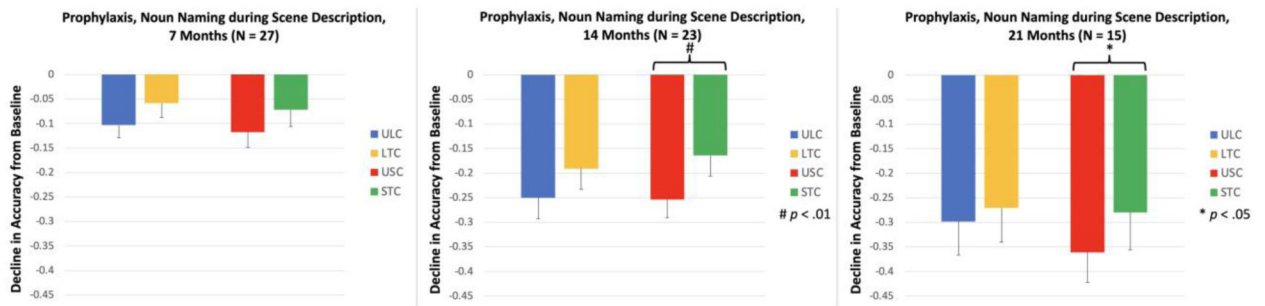 Prophylaxis, Noun Naming during Scene Description,
7 Months (N = 27)
Decline in Accuracy from Baseline
0
-0.05
-0.1
-0.15
-0.2
-0.25
-0.3
-0.35
-0.4
-0.45
ULC
LTC
USC
STC
Prophylaxis, Noun Naming during Scene Description,
14 Months (N = 23)
#
Decline in Accuracy from Baseline
0
-0.05
-0.1
-0.15
-0.2
-0.25
-0.3
-0.35
-0.4
-0.45
ULC
LTC
USC
STC
# p < .01
Prophylaxis, Noun Naming during Scene Description,
21 Months (N = 15)
*
Decline in Accuracy from Baseline
0
-0.05
-0.1
-0.15
-0.2
-0.25
-0.3
-0.35
-0.4
-0.45
ULC
LTC
USC
STC
* p < .05